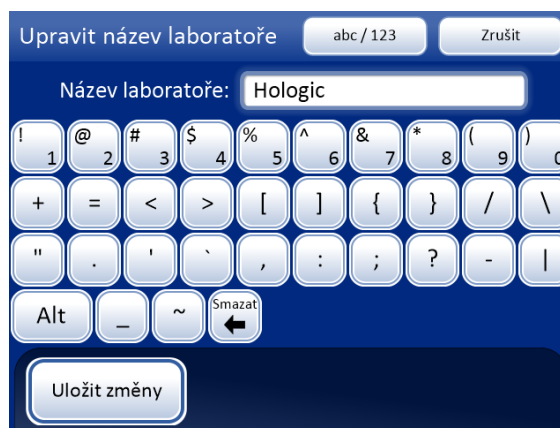 Upravit název laboratoře abc / 123 Zrušit
Název laboratoře: Hologic
! 1 @ 2 # 3 $ 4 % 5 ^ 6 & 7 * 8 ( 9 ) 0
+ = < > [ ] { } / \
" . ' ` , : ; ? - |
Alt _ ~ Smazat
Uložit změny